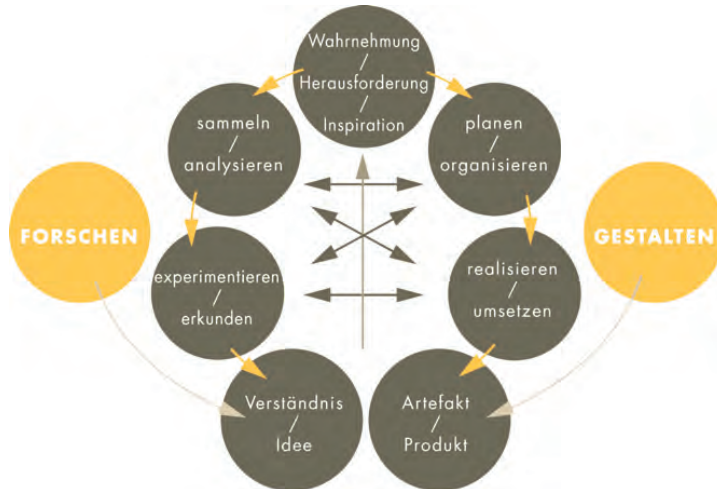 Wahrnehmung
/
Herausforderung
/
Inspiration
sammeln
/
analysieren
planen
/
organisieren
FORSCHEN
GESTALTEN
experimentieren
/
erkunden
realisieren
/
umsetzen
Verständnis
/
Idee
Artefakt
/
Produkt